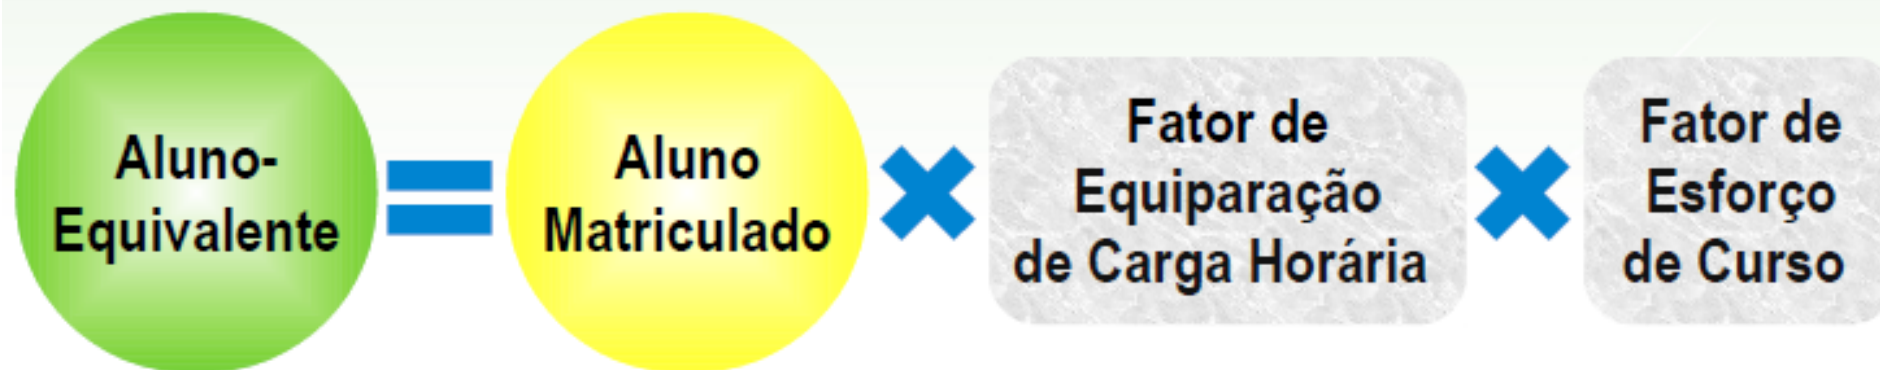 Aluno-
Equivalente
=
Aluno
Matriculado
×
Fator de
Equiparação
de Carga Horária
×
Fator de
Esforço
de Curso